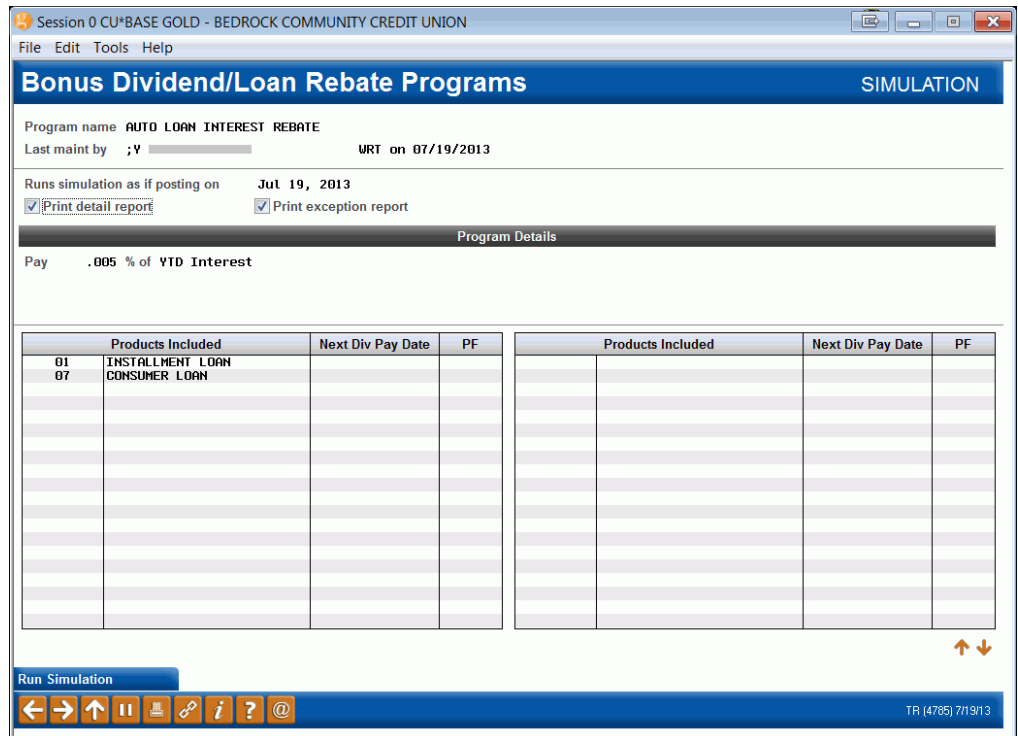 Session 0 CU*BASE GOLD - BEDROCK COMMUNITY CREDIT UNION
File Edit Tools Help
Bonus Dividend/Loan Rebate Programs SIMULATION
Program name AUTO LOAN INTEREST REBATE
Last maint by ;Y WRT on 07/19/2013
Runs simulation as if posting on Jul 19, 2013
Print detail report Print exception report
Program Details
Pay .005 % of YTD Interest
Products Included Next Div Pay Date PF Products Included Next Div Pay Date PF
01 INSTALLMENT LOAN
07 CONSUMER LOAN
Run Simulation
i ? @ TR (4785) 7/19/13